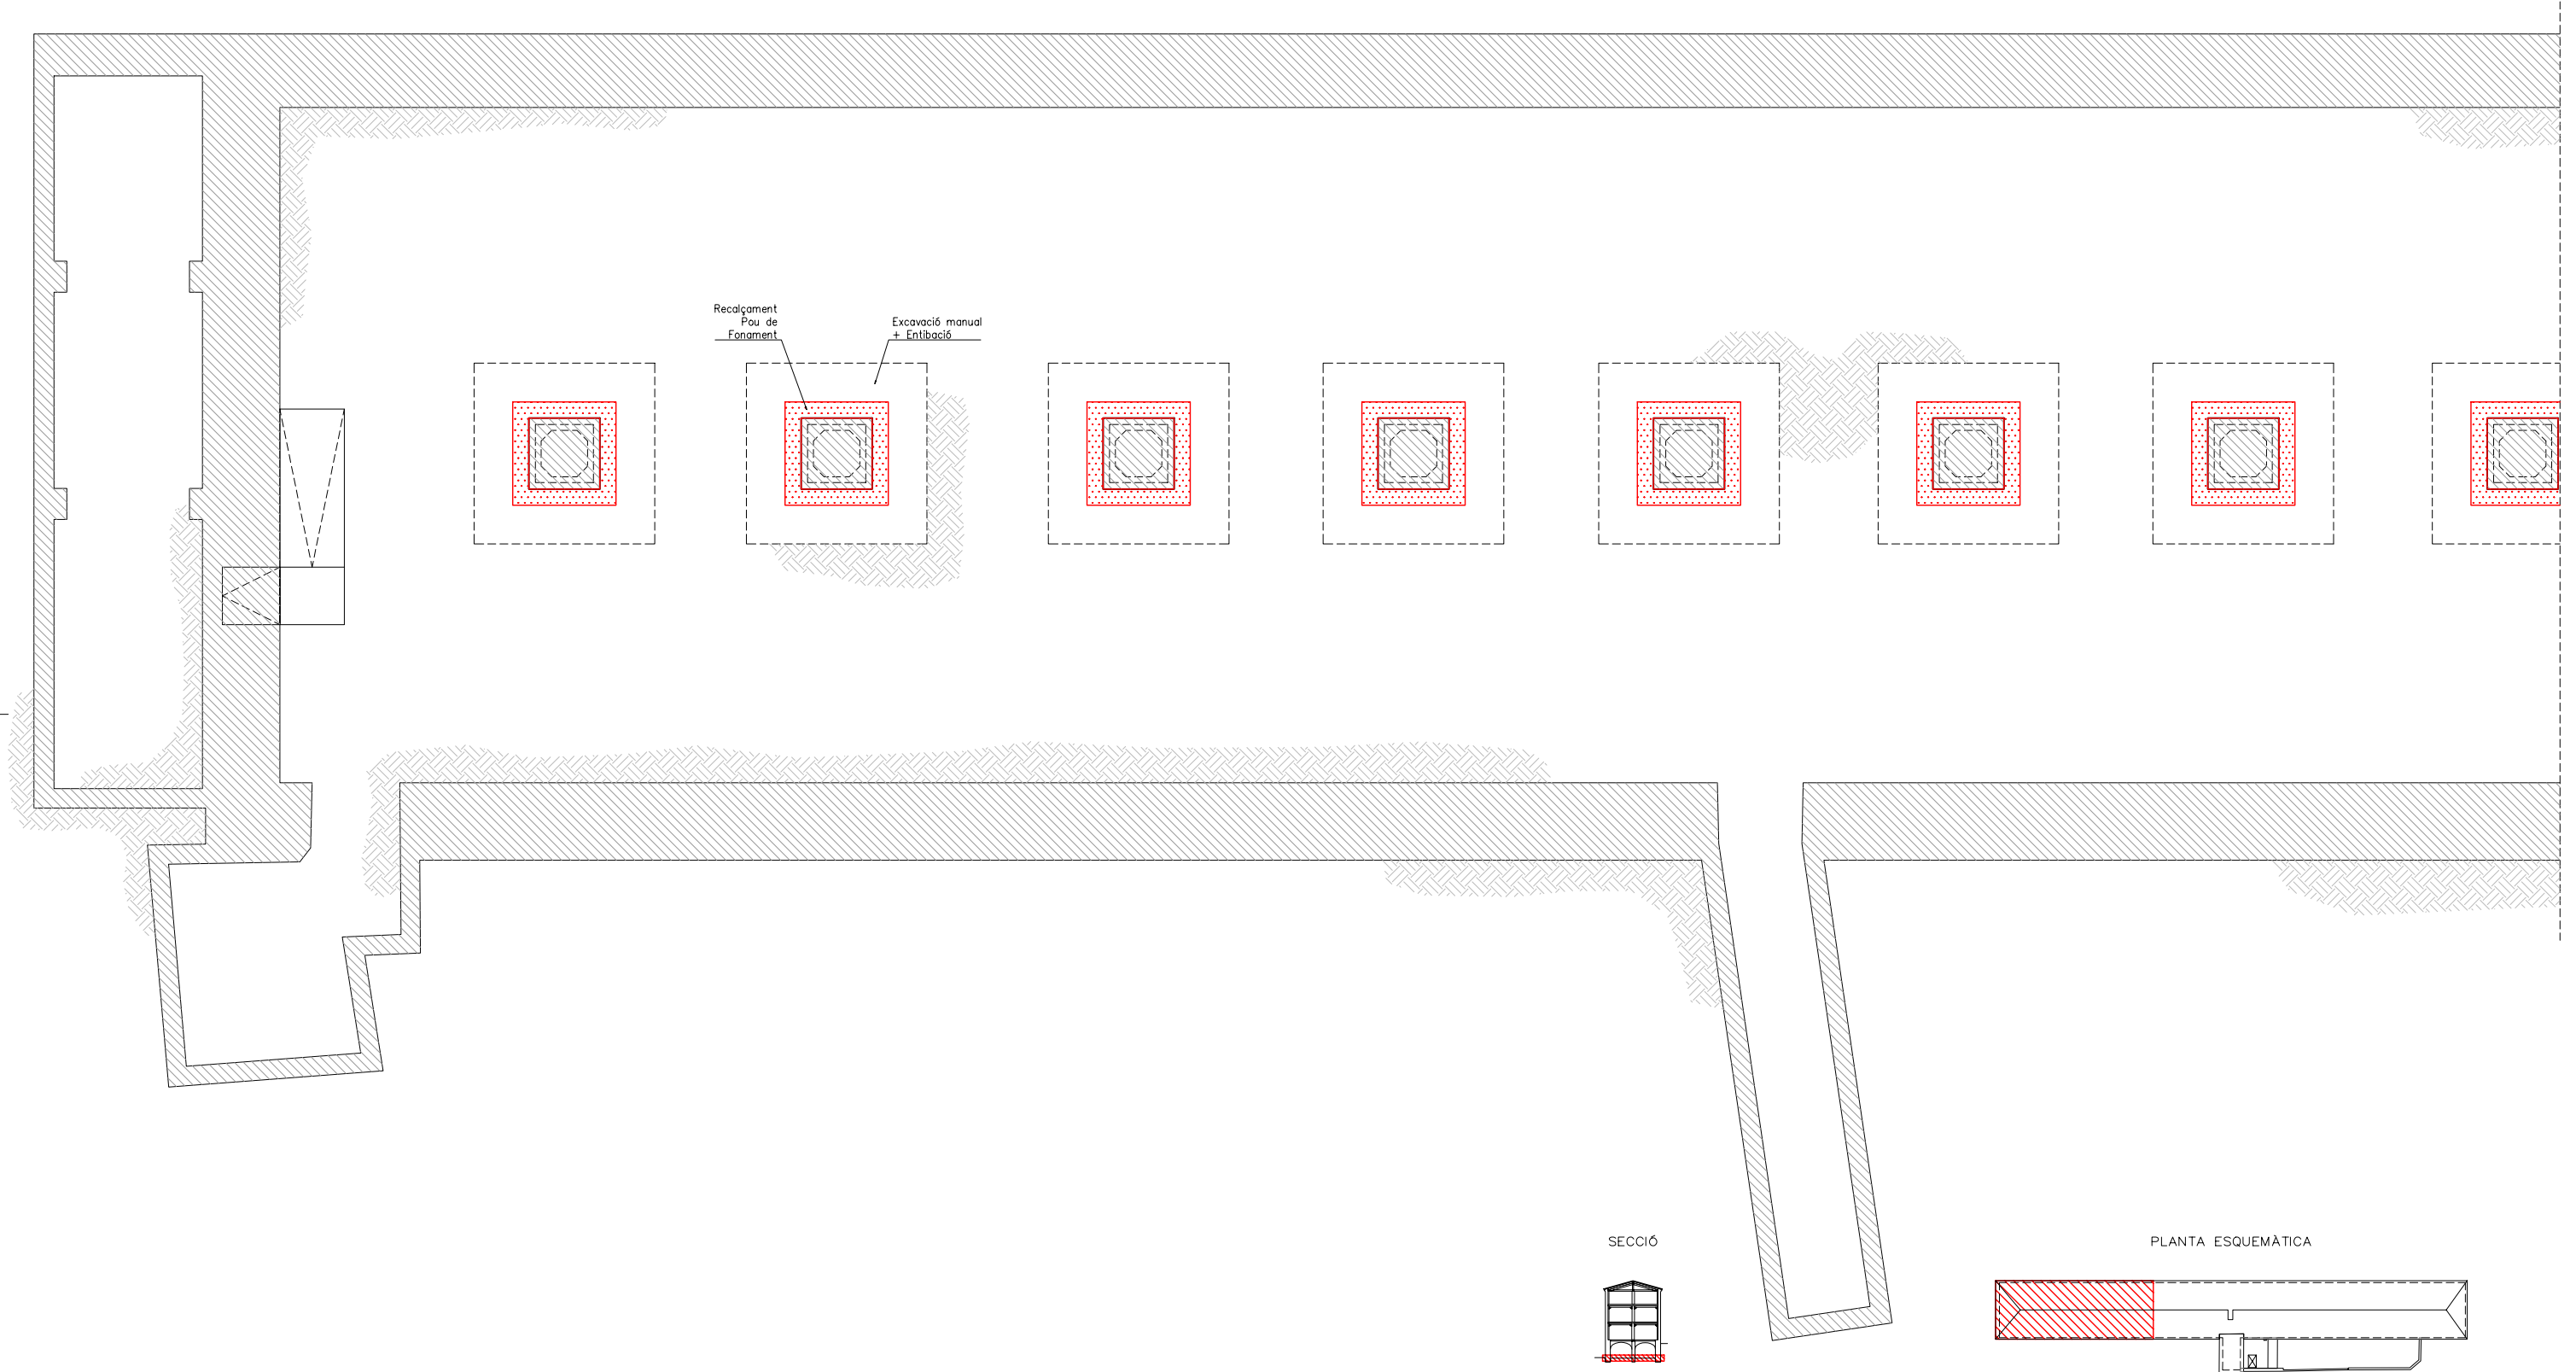 Recalçament
Pou de
Fonament
Excavació manual
+ Entibació
SECCIÓ
PLANTA ESQUEMÀTICA